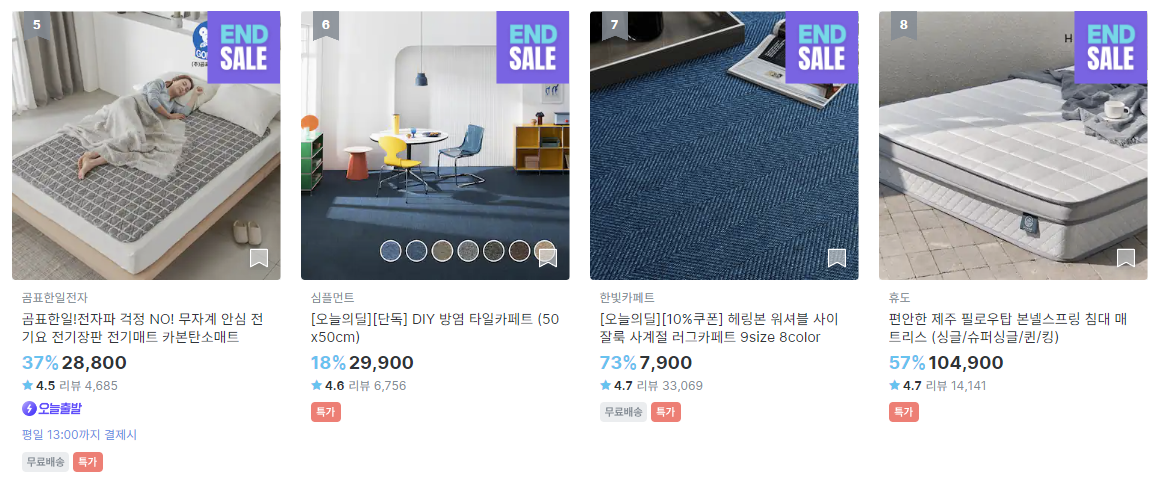 5
END
SALE
곰표한일전자
곰표한일!전자파 걱정 NO! 무자계 안심 전
기요 전기장판 전기매트 카본탄소매트
37% 28,800
4.5 리뷰 4,685
오늘출발
평일 13:00까지 결제시
무료배송 특가
6
END
SALE
심플먼트
[오늘의딜][단독] DIY 방염 타일카페트 (50
x50cm)
18% 29,900
4.6 리뷰 6,756
특가
7
END
SALE
한빛카페트
[오늘의딜][10%쿠폰] 헤링본 워셔블 사이
잘룩 사계절 러그카페트 9size 8color
73% 7,900
4.7 리뷰 33,069
무료배송 특가
8
H
END
SALE
휴도
편안한 제주 필로우탑 본넬스프링 침대 매
트리스 (싱글/슈퍼싱글/퀸/킹)
57% 104,900
4.7 리뷰 14,141
특가